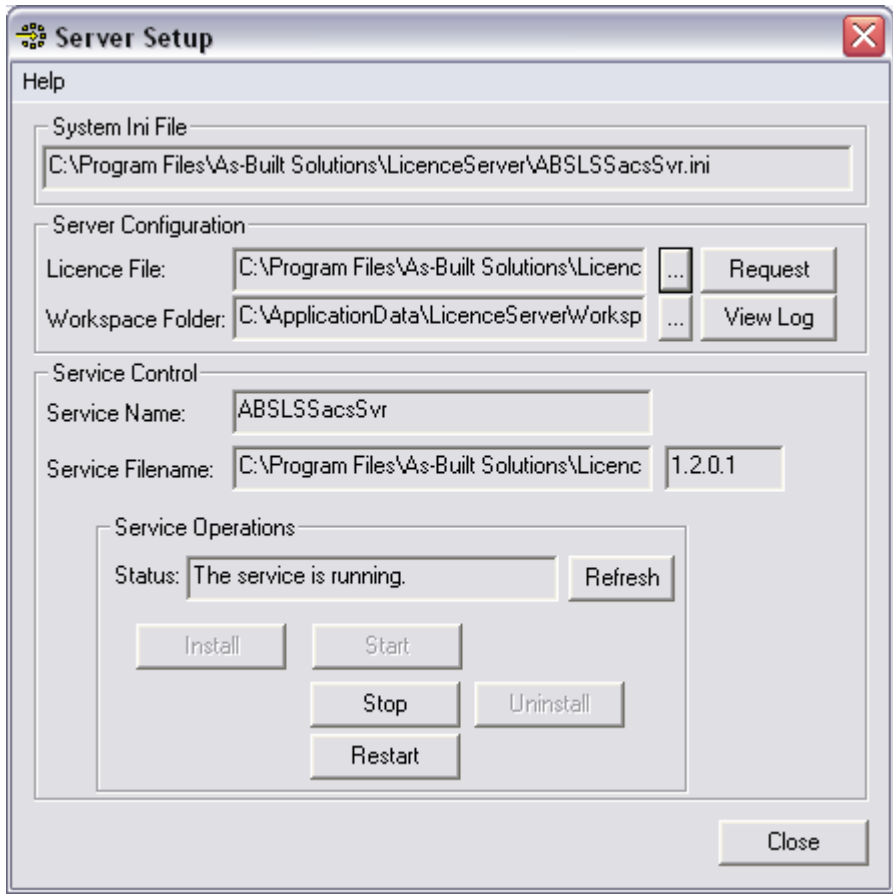 Server Setup
Help
System Ini File
C:\Program Files\As-Built Solutions\LicenceServer\ABSLSSacsSvr.ini
Server Configuration
Licence File: C:\Program Files\As-Built Solutions\Licenc ... Request
Workspace Folder: C:\ApplicationData\LicenceServerWorksp ... View Log
Service Control
Service Name: ABSLSSacsSvr
Service Filename: C:\Program Files\As-Built Solutions\Licenc 1.2.0.1
Service Operations
Status: The service is running. Refresh
Install Start
Stop Uninstall
Restart
Close